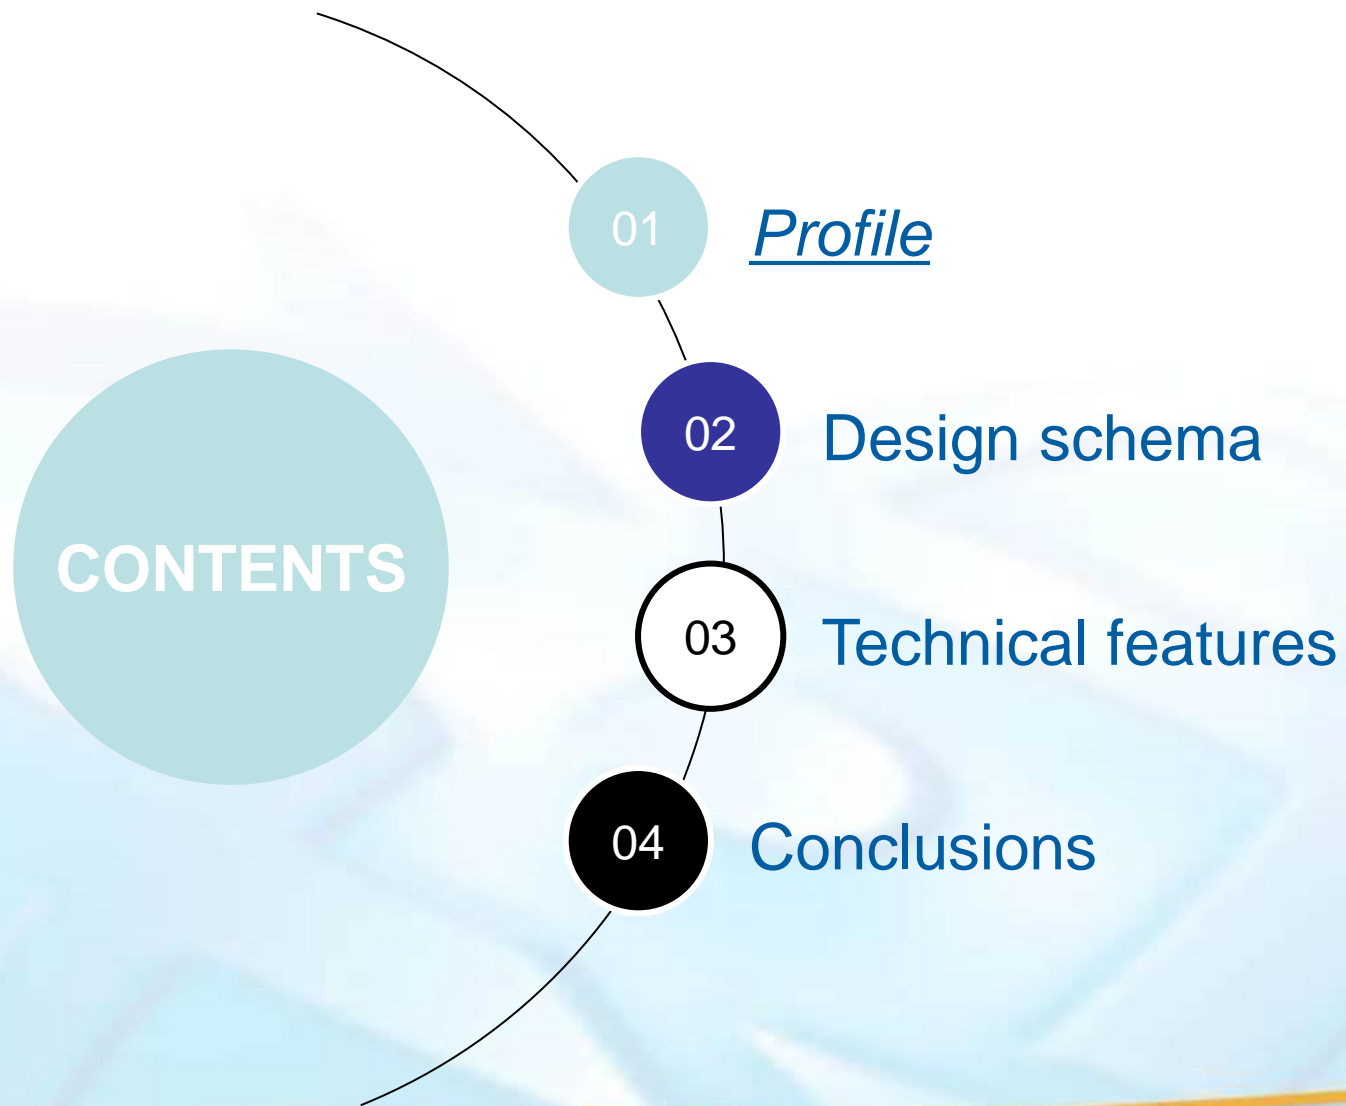 01
Profile
02
Design schema
CONTENTS
03
Technical features
04
Conclusions